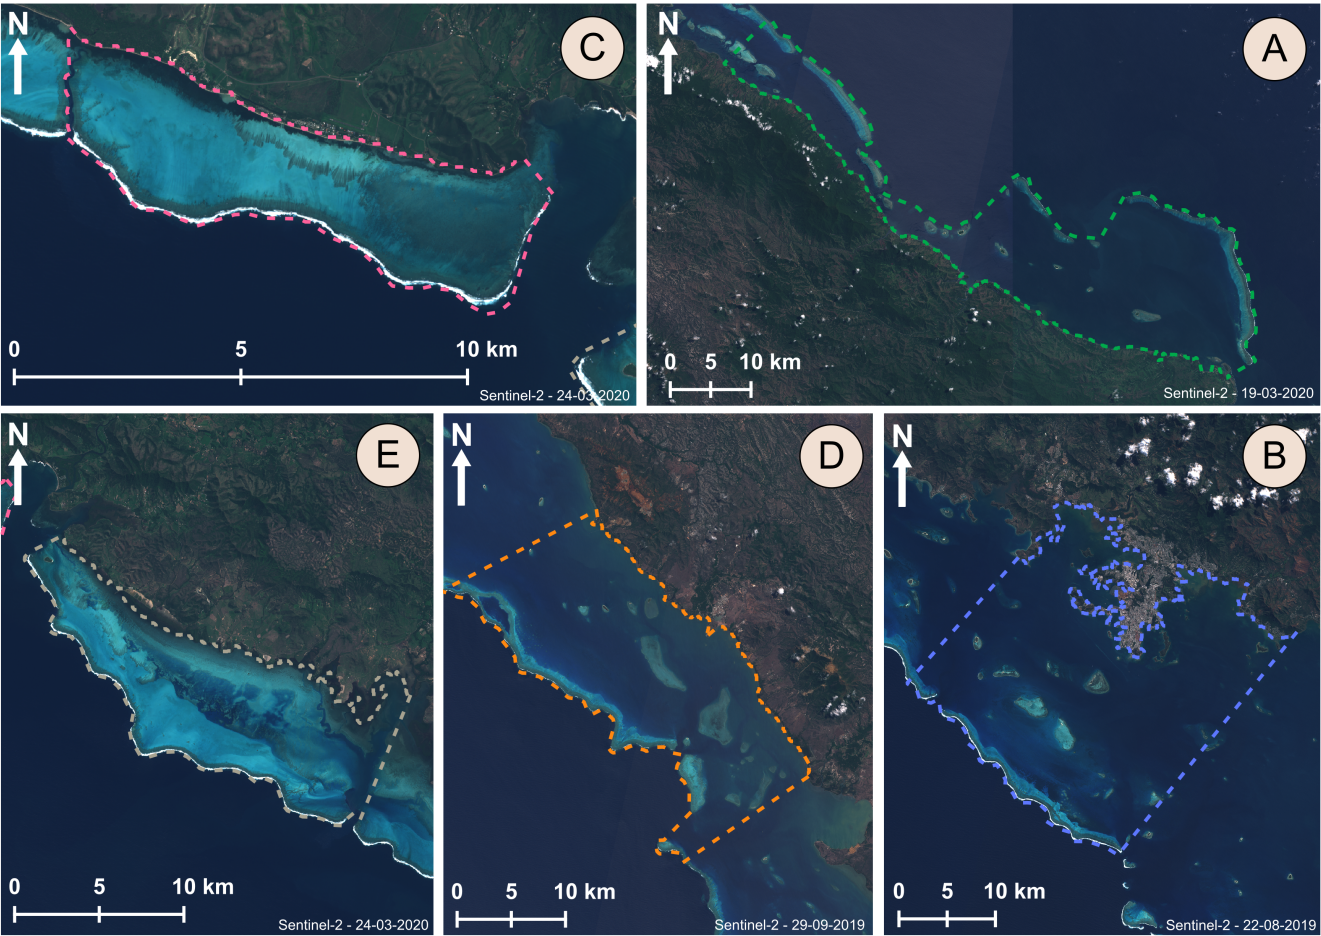 N
C
0 5 10 km
Sentinel-2 - 24-03-2020
N
A
0 5 10 km
Sentinel-2 - 19-03-2020
N
E
0 5 10 km
Sentinel-2 - 24-03-2020
N
D
0 5 10 km
Sentinel-2 - 29-09-2019
N
B
0 5 10 km
Sentinel-2 - 22-08-2019